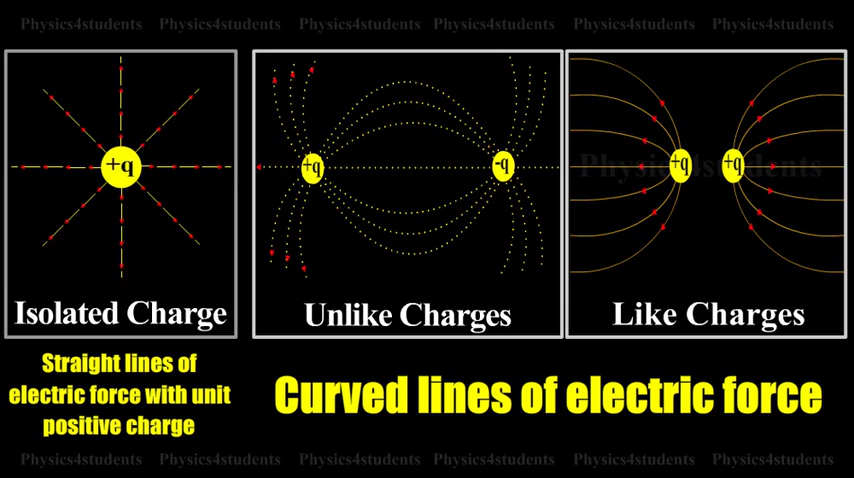 Physics4students Physics4students Physics4students Physics4students Physics4students Physics4students
+q
Isolated Charge
+q -q
Unlike Charges
Physics4students
+q +q
Like Charges
Straight lines of
electric force with unit
positive charge
Curved lines of electric force
Physics4students Physics4students Physics4students Physics4students Physics4students Physics4students